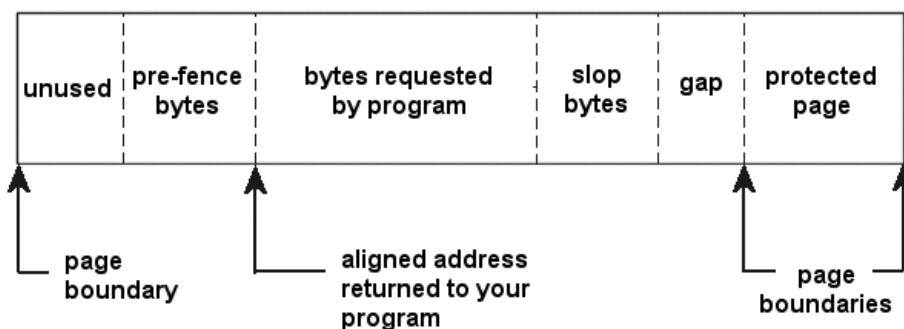 unused
pre-fence
bytes
bytes requested
by program
slop
bytes
gap
protected
page
page
boundary
aligned address
returned to your
program
page
boundaries